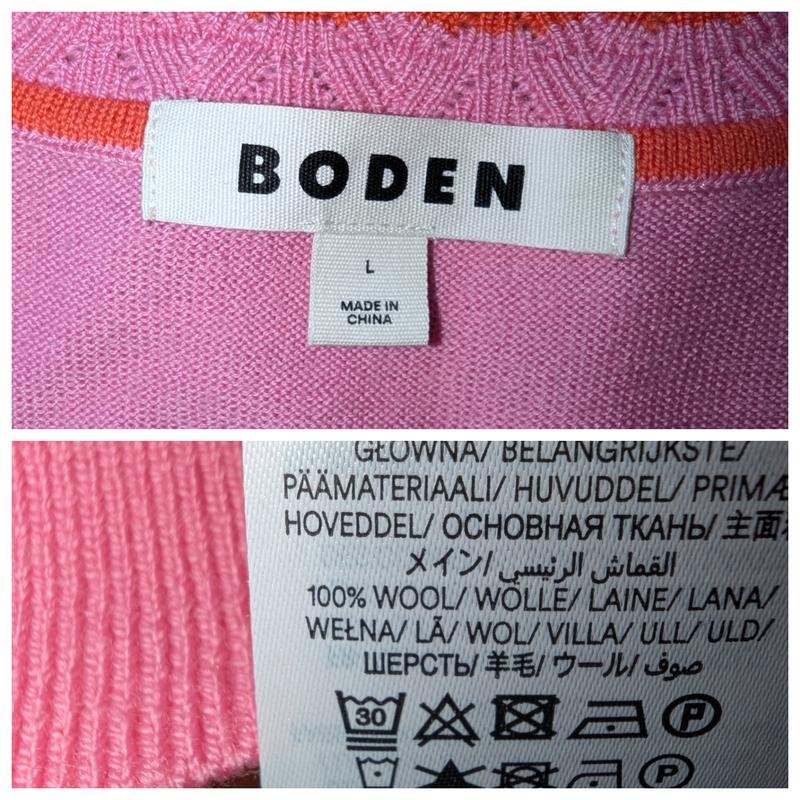 BODEN
L
MADE IN
CHINA
GŁÓWNA/ BELANGRIJKSTE/
PÄÄMATERIAALI/ HUVUDDEL/ PRIMÆ
HOVEDDEL/ ОСНОВНАЯ ТКАНЬ/ 主面
メイン/ القماش الرئيسي
100% WOOL/ WOLLE/ LAINE/ LANA/
WEŁNA/ LÃ/ WOL/ VILLA/ ULL/ ULD/
ШЕРСТЬ/ 羊毛/ ウール/ صوف
30 P
P